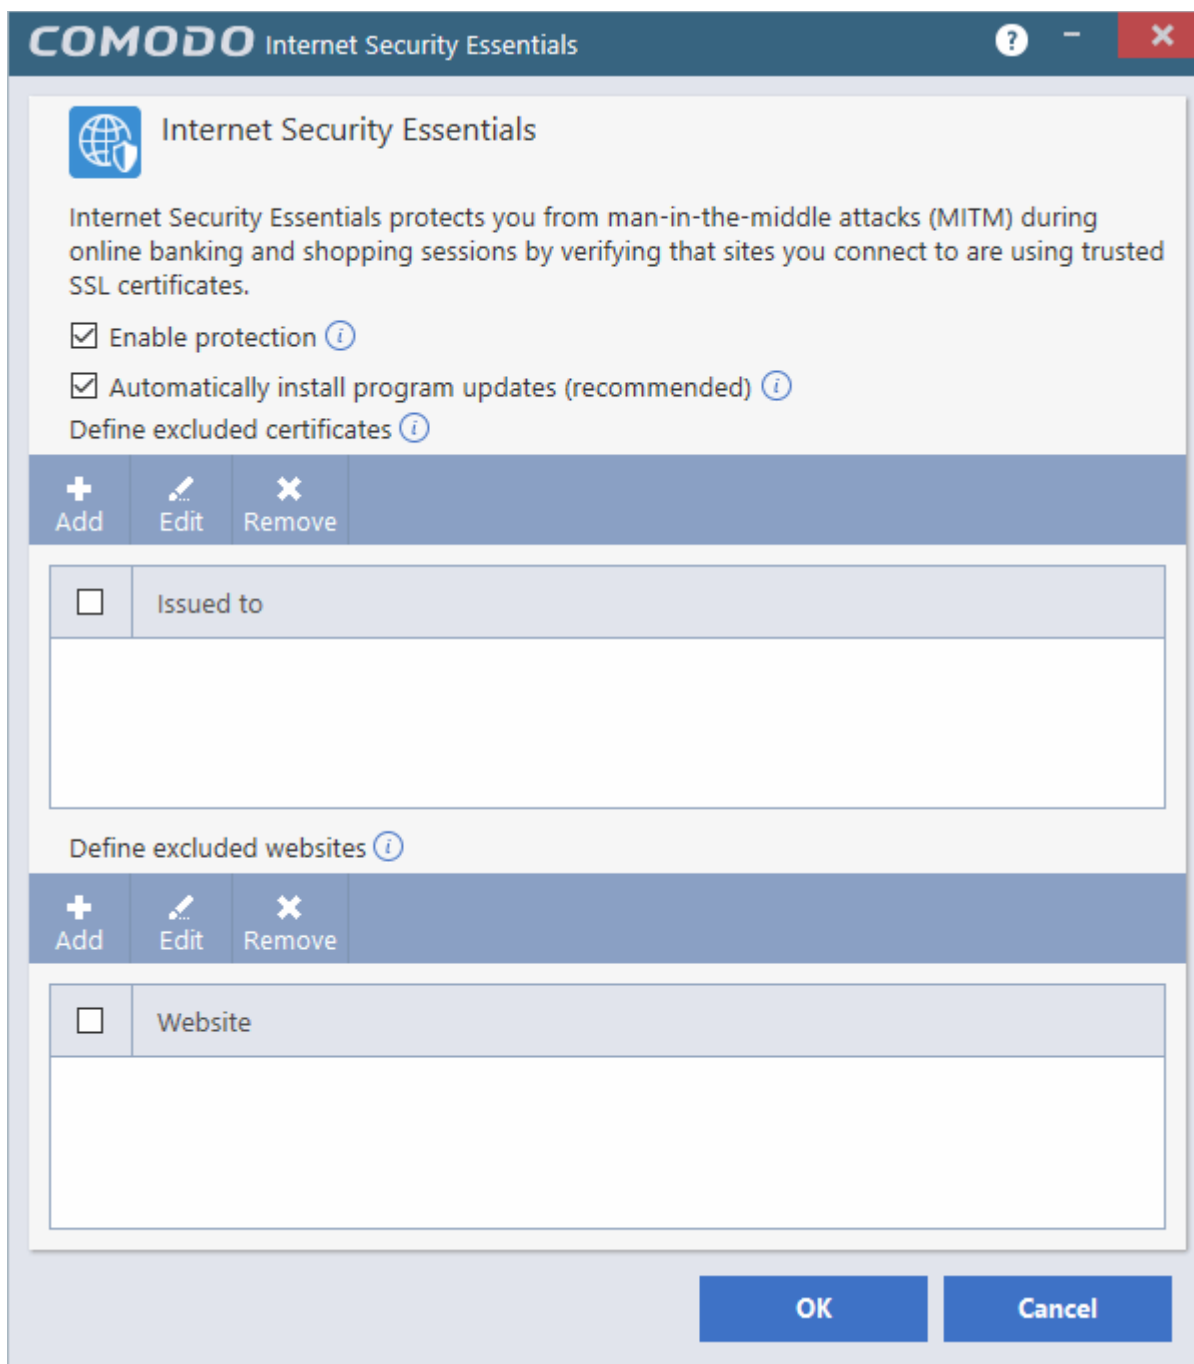 COMODO Internet Security Essentials ?
Internet Security Essentials
Internet Security Essentials protects you from man-in-the-middle attacks (MITM) during
online banking and shopping sessions by verifying that sites you connect to are using trusted
SSL certificates.
Enable protection i
Automatically install program updates (recommended) i
Define excluded certificates i
Add Edit Remove
Issued to
Define excluded websites i
Add Edit Remove
Website
OK Cancel